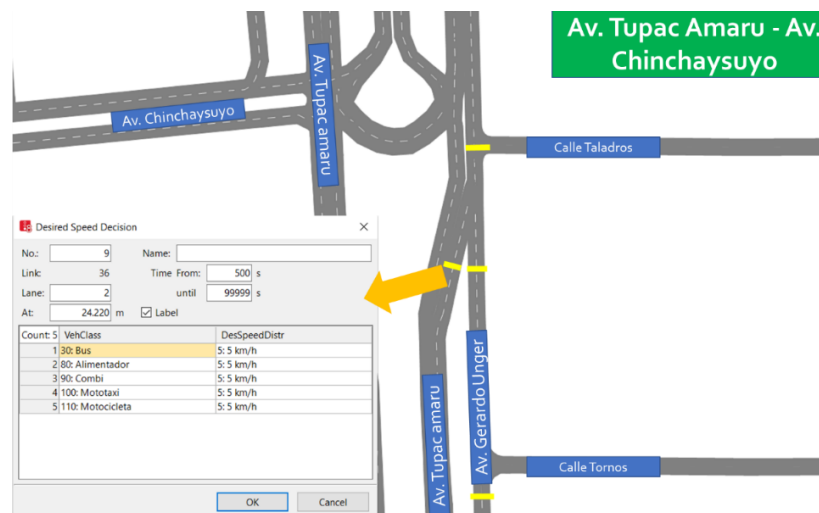 Av. Tupac Amaru - Av.
Chinchaysuyo
Av. Tupac amaru
Av. Chinchaysuyo
Calle Taladros
Desired Speed Decision
No.: 9 Name:
Link: 36 Time From: 500 s
Lane: 2 until 99999 s
At: 24.220 m Label
Count: 5 VehClass DesSpeedDistr
1 30: Bus 5: 5 km/h
2 80: Alimentador 5: 5 km/h
3 90: Combi 5: 5 km/h
4 100: Mototaxi 5: 5 km/h
5 110: Motocicleta 5: 5 km/h
OK Cancel
Av. Tupac amaru
Av. Gerardo Unger
Calle Tornos